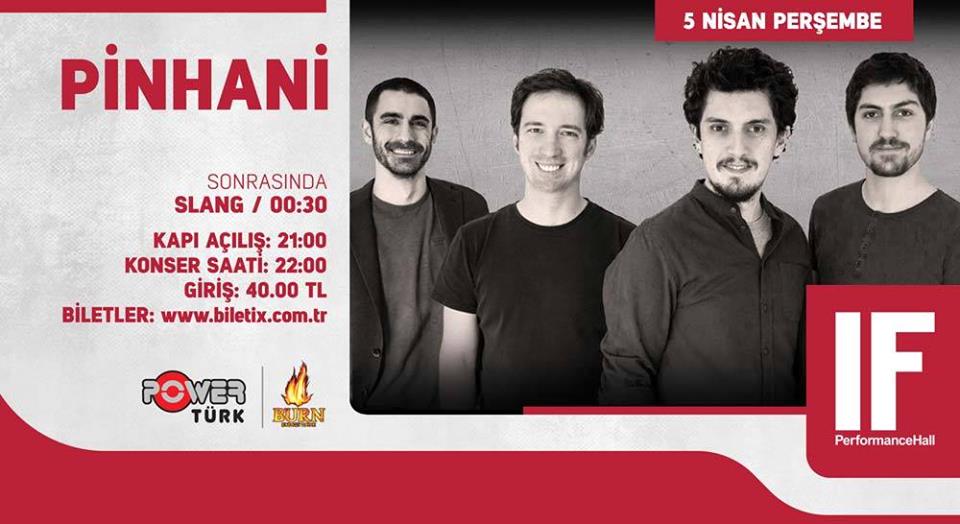 5 NİSAN PERŞEMBE
PİNHANİ
SONRASINDA
SLANG / 00:30
KAPI AÇILIŞ: 21:00
KONSER SAATİ: 22:00
GİRİŞ: 40.00 TL
BİLETLER: www.biletix.com.tr
POWER
TÜRK
BURN
IF
PerformanceHall